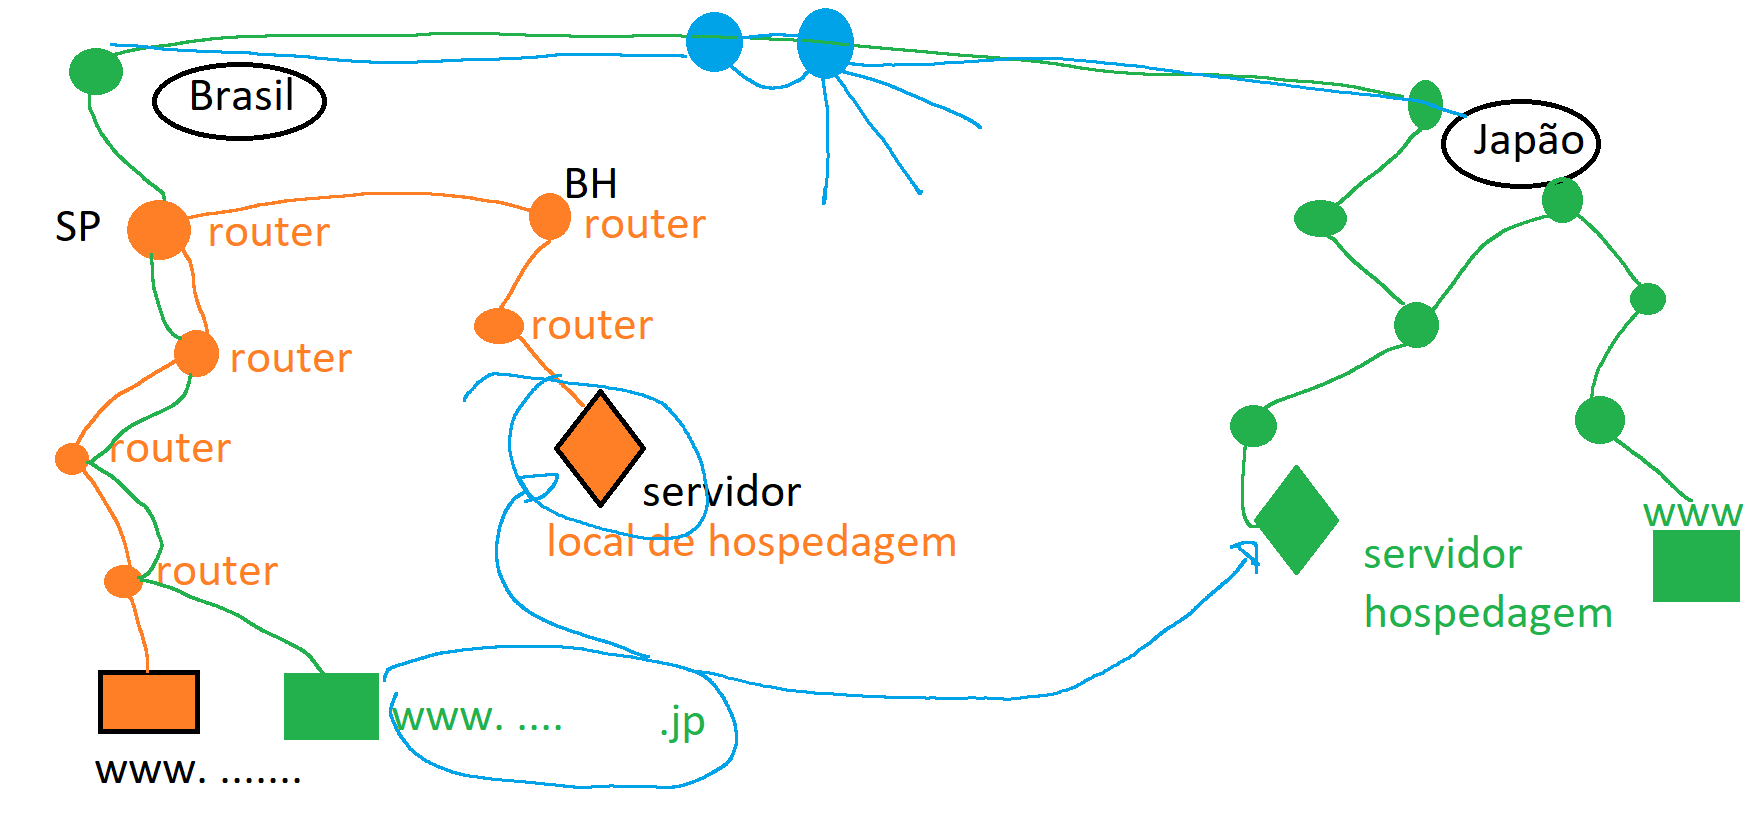 Brasil
Japão
BH
SP
router
router
router
router
router
router
servidor
local de hospedagem
www
servidor
hospedagem
www. .... .jp
www. .......